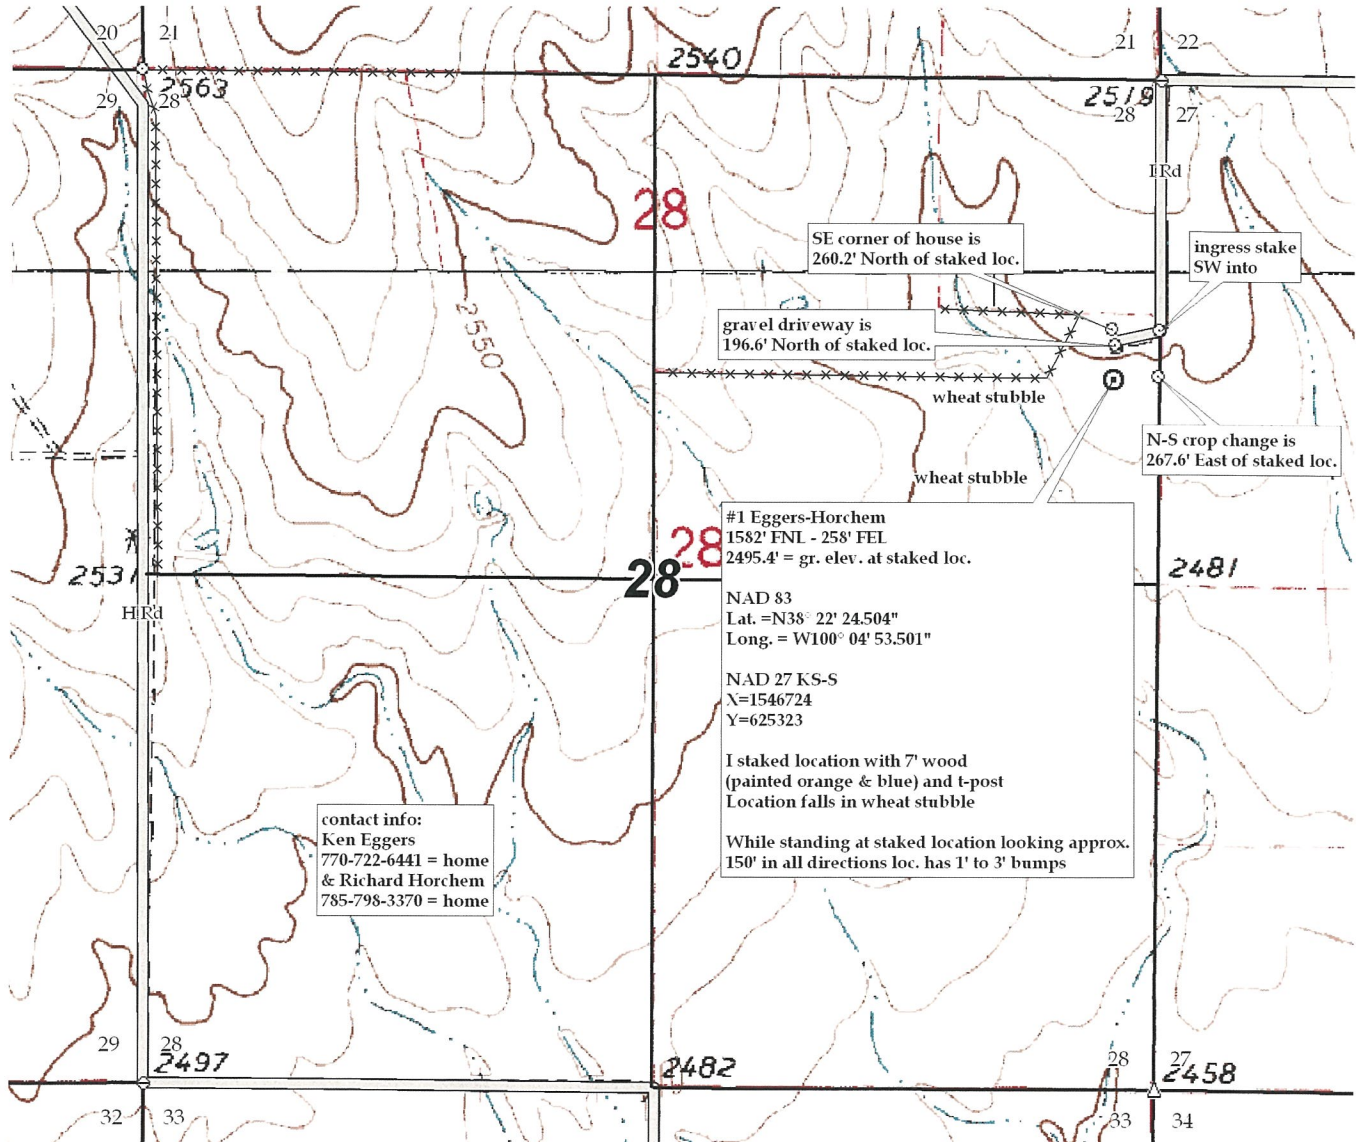 20
21
21
22
2540
2563
2519
29
28
28
27
I Rd
28
SE corner of house is
260.2' North of staked loc.
ingress stake
SW into
gravel driveway is
196.6' North of staked loc.
2550
wheat stubble
N-S crop change is
267.6' East of staked loc.
wheat stubble
#1 Eggers-Horchem
1582' FNL - 258' FEL
2495.4' = gr. elev. at staked loc.
NAD 83
Lat. =N38° 22' 24.504"
Long. = W100° 04' 53.501"
NAD 27 KS-S
X=1546724
Y=625323
I staked location with 7' wood
(painted orange & blue) and t-post
Location falls in wheat stubble
While standing at staked location looking approx.
150' in all directions loc. has 1' to 3' bumps
28
28
2531
2481
H Rd
contact info:
Ken Eggers
770-722-6441 = home
& Richard Horchem
785-798-3370 = home
29
28
28
27
2497
2482
2458
32
33
33
34